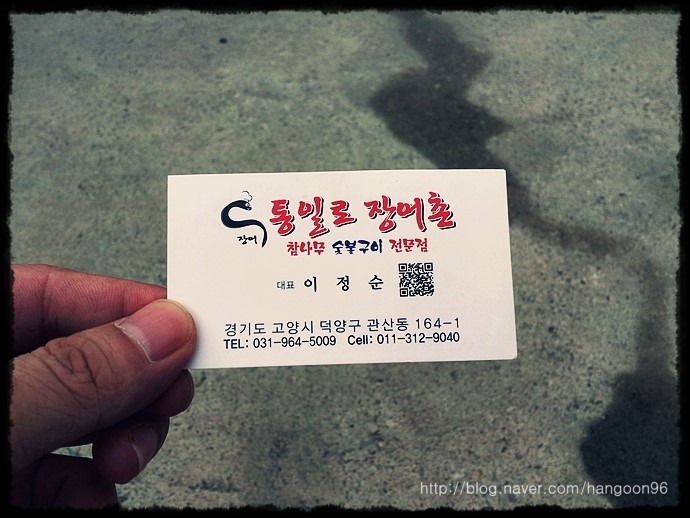 장어
통일로 장어촌
참나무 숯불구이 전문점
대표 이 정 순
경기도 고양시 덕양구 관산동 164-1
TEL: 031-964-5009 Cell: 011-312-9040
http://blog.naver.com/hangoon96